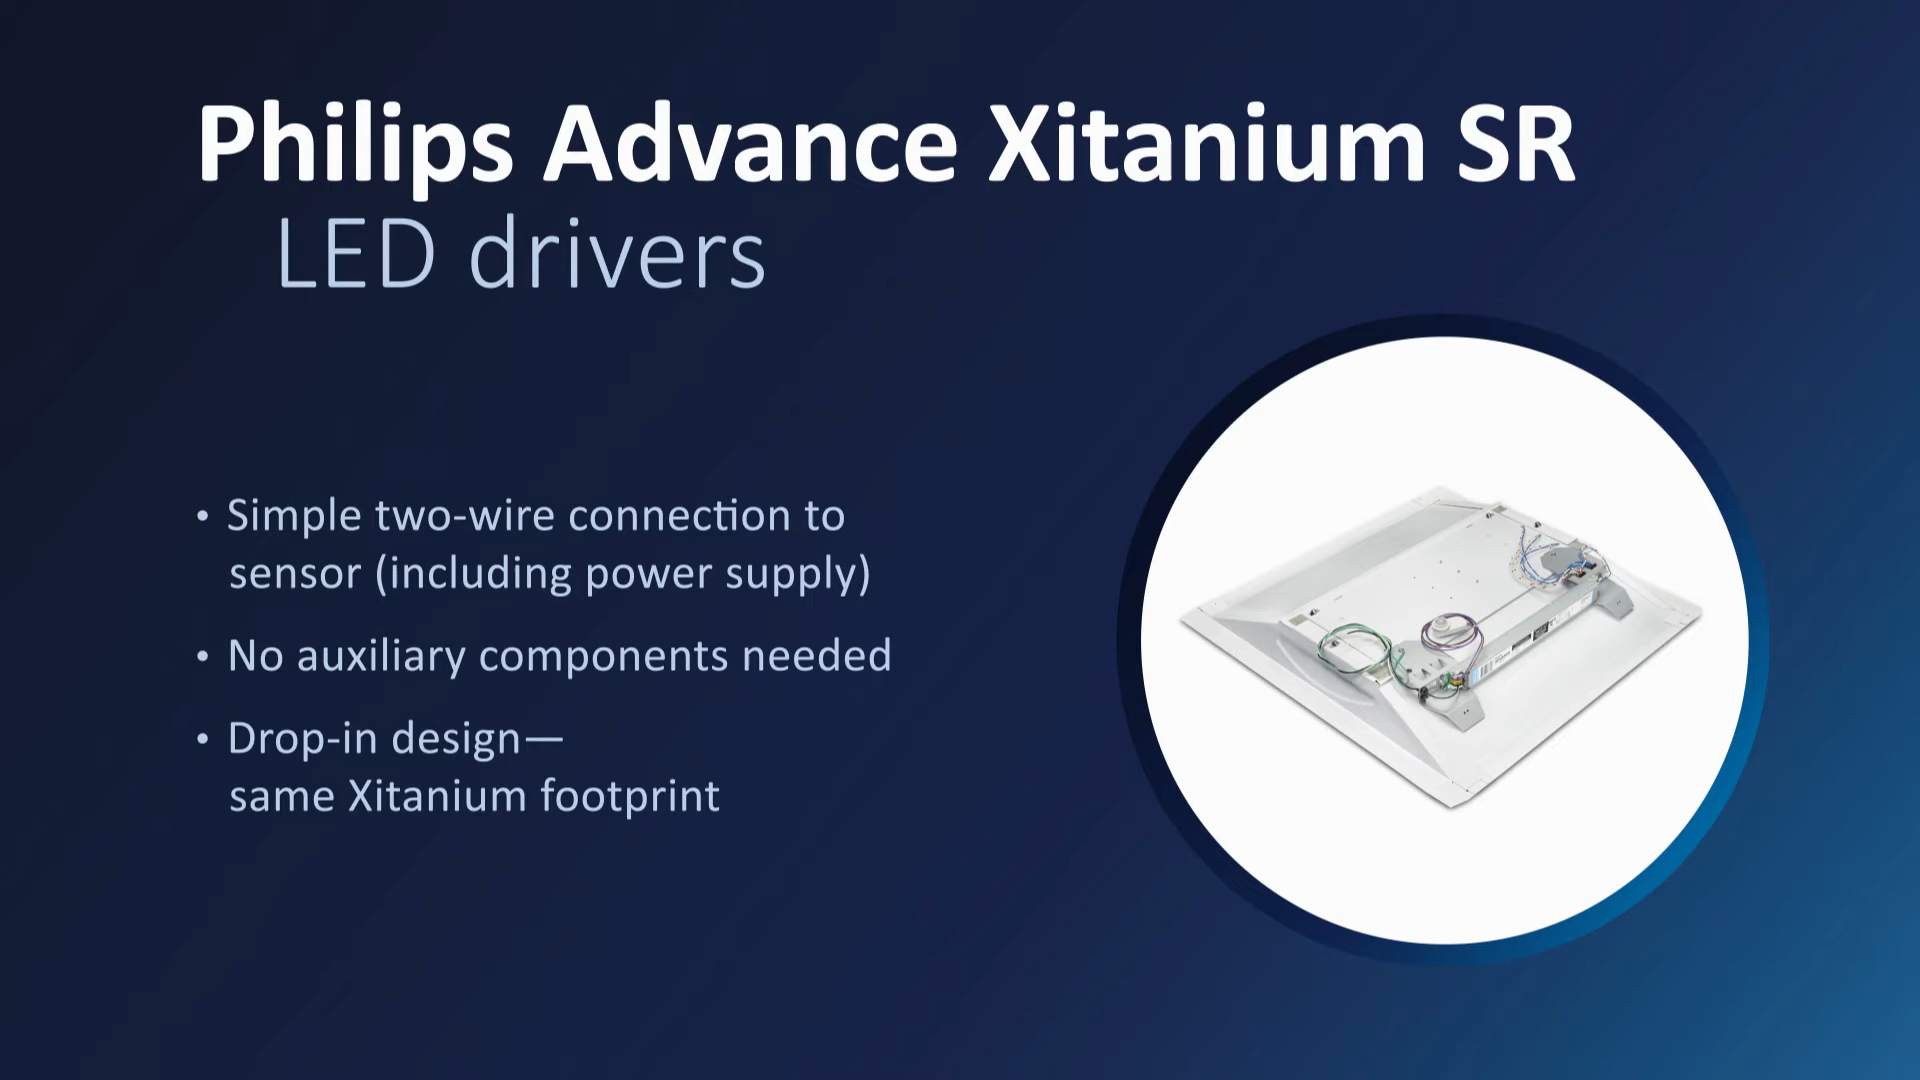 Philips Advance Xitanium SR
LED drivers
• Simple two-wire connection to
sensor (including power supply)
• No auxiliary components needed
• Drop-in design—
same Xitanium footprint